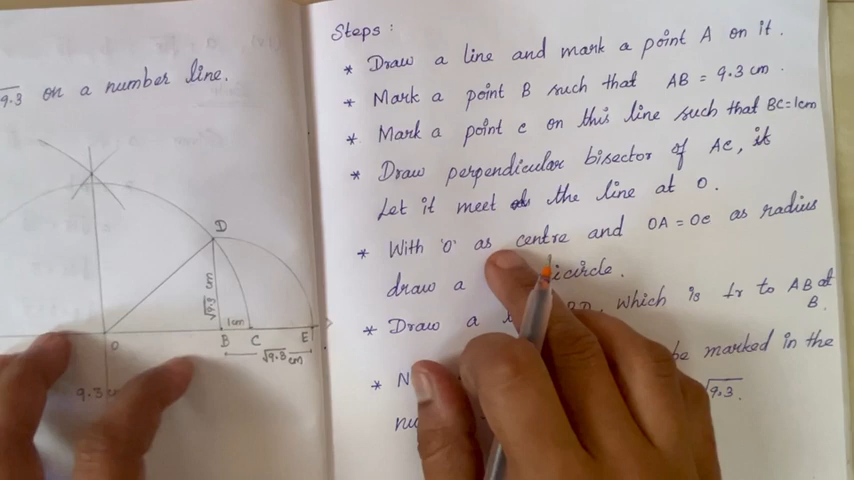 √9.3 on a number line.
D
√9.3 cm
1cm
O
B
C
E
√9.3 cm
9.3 c
Steps :
* Draw a line and mark a point A on it.
* Mark a point B such that AB = 9.3 cm.
* Mark a point C on this line such that BC=1cm
* Draw perpendicular bisector of AC, it
Let it meet the line at O.
* With 'O' as centre and OA = OC as radius
draw a icircle.
* Draw a BD, which is ⊥r to AB at
B.
* N be marked in the
nu √9.3.